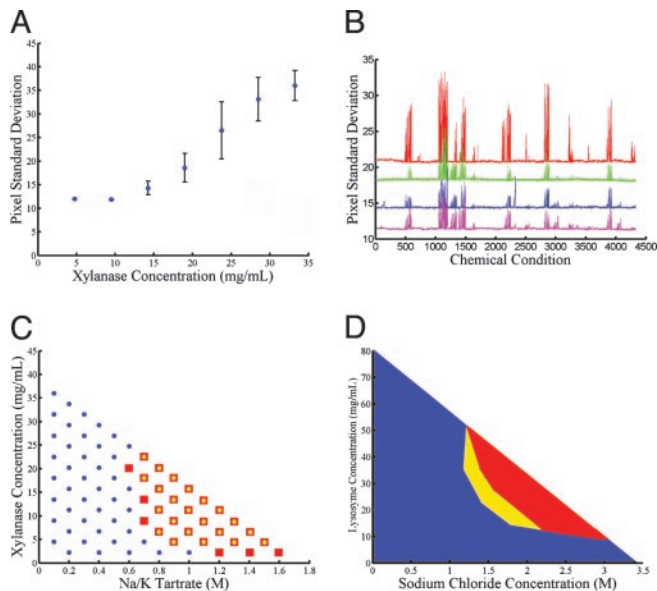 A
Pixel Standard Deviation
45
40
35
30
25
20
15
10
5
0
0 5 10 15 20 25 30 35
Xylanase Concentration (mg/mL)
B
Pixel Standard Deviation
35
30
25
20
15
10
0 500 1000 1500 2000 2500 3000 3500 4000 4500
Chemical Condition
C
Xylanase Concentration (mg/mL)
45
40
35
30
25
20
15
10
5
0
0 0.2 0.4 0.6 0.8 1.0 1.2 1.4 1.6 1.8
Na/K Tartrate (M)
D
Lysosyme Concentration (mg/mL)
80
70
60
50
40
30
20
10
0
0 0.5 1 1.5 2 2.5 3 3.5
Sodium Chloride Concentration (M)